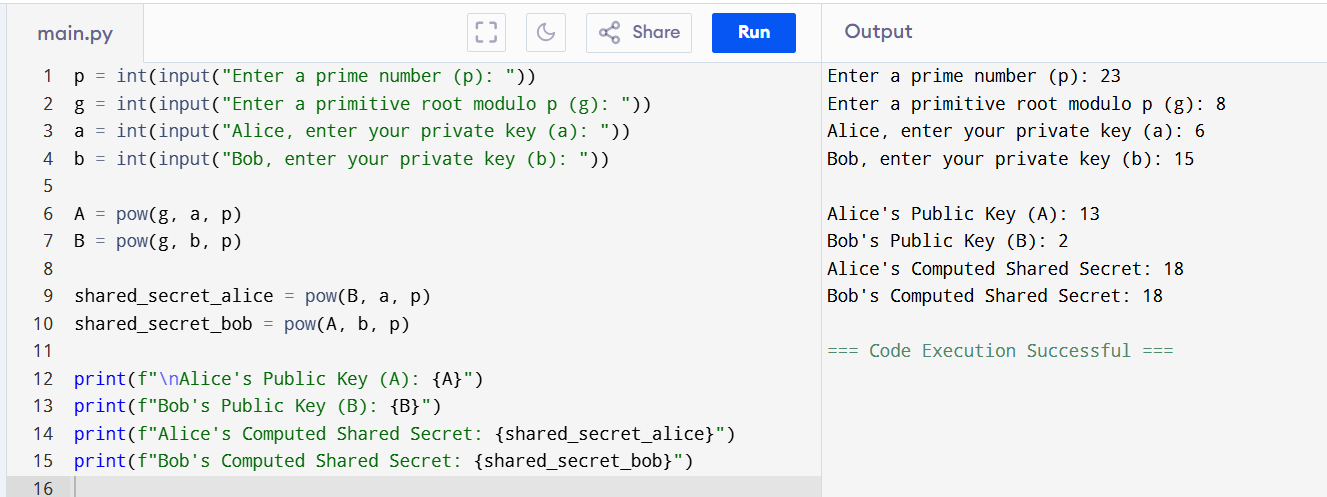 main.py
Share
Run
Output
1 p = int(input("Enter a prime number (p): "))
2 g = int(input("Enter a primitive root modulo p (g): "))
3 a = int(input("Alice, enter your private key (a): "))
4 b = int(input("Bob, enter your private key (b): "))
5
6 A = pow(g, a, p)
7 B = pow(g, b, p)
8
9 shared_secret_alice = pow(B, a, p)
10 shared_secret_bob = pow(A, b, p)
11
12 print(f"\nAlice's Public Key (A): {A}")
13 print(f"Bob's Public Key (B): {B}")
14 print(f"Alice's Computed Shared Secret: {shared_secret_alice}")
15 print(f"Bob's Computed Shared Secret: {shared_secret_bob}")
16
Enter a prime number (p): 23
Enter a primitive root modulo p (g): 8
Alice, enter your private key (a): 6
Bob, enter your private key (b): 15

Alice's Public Key (A): 13
Bob's Public Key (B): 2
Alice's Computed Shared Secret: 18
Bob's Computed Shared Secret: 18

=== Code Execution Successful ===